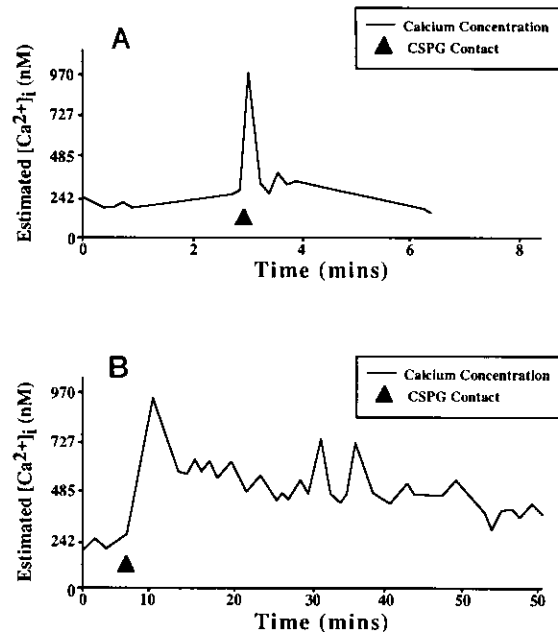 A
Calcium Concentration
CSPG Contact
Estimated [Ca2+]i (nM)
970
727
485
242
0
0 2 4 6 8
Time (mins)
B
Calcium Concentration
CSPG Contact
Estimated [Ca2+]i (nM)
970
727
485
242
0
0 10 20 30 40 50 50
Time (mins)